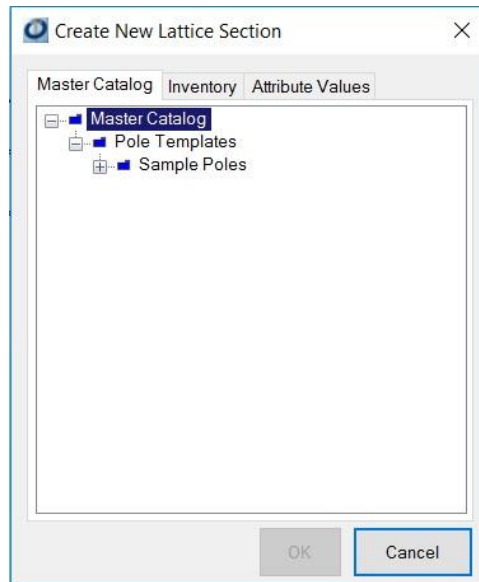 Create New Lattice Section
Master Catalog Inventory Attribute Values
Master Catalog
Pole Templates
Sample Poles
OK Cancel